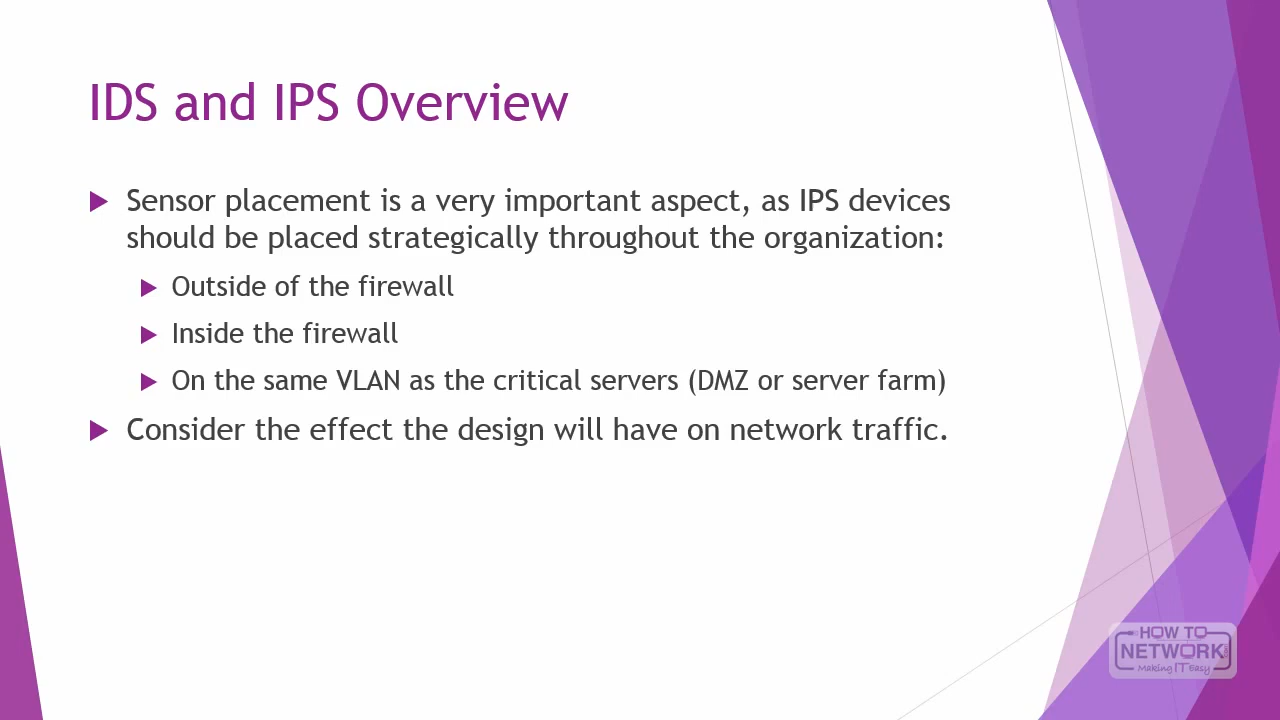 IDS and IPS Overview
Sensor placement is a very important aspect, as IPS devices
should be placed strategically throughout the organization:
Outside of the firewall
Inside the firewall
On the same VLAN as the critical servers (DMZ or server farm)
Consider the effect the design will have on network traffic.
HOW TO
NETWORK
Making IT Easy